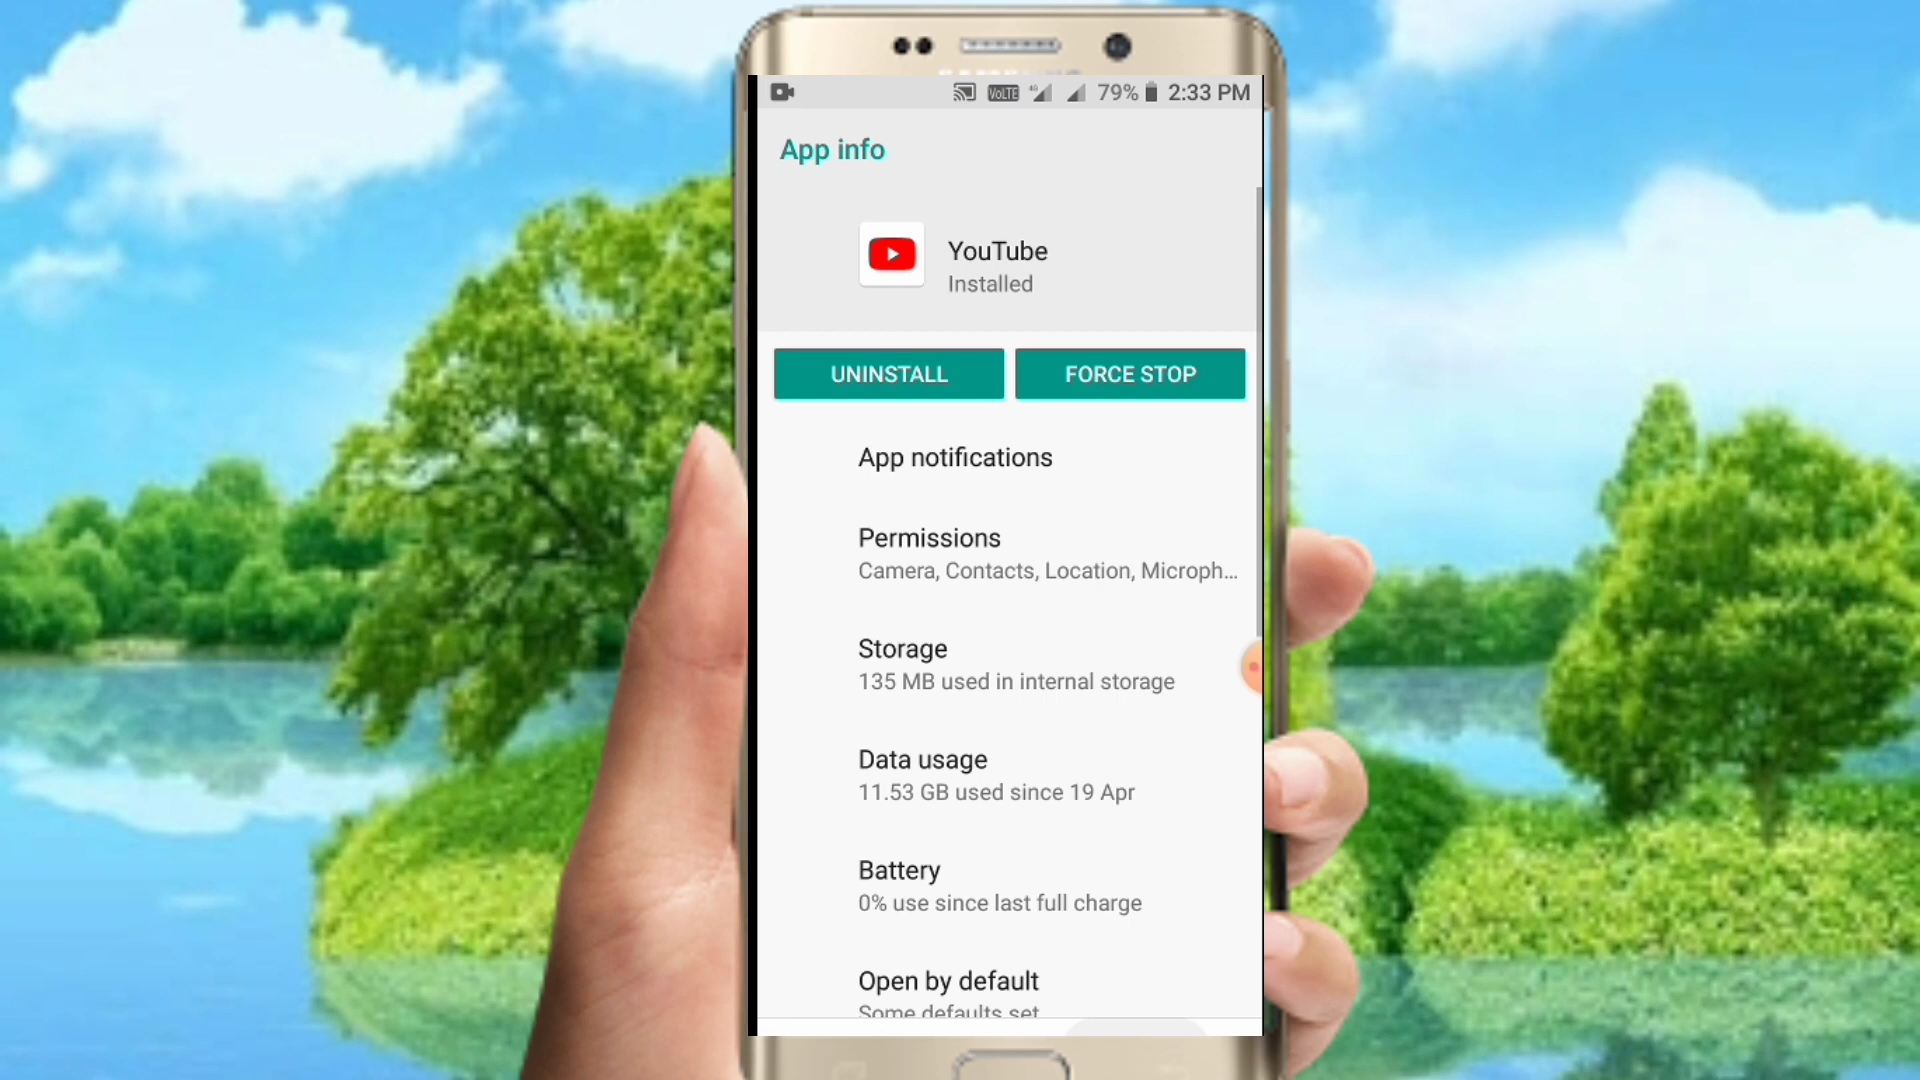 VoLTE 4G 79% 2:33 PM
App info
YouTube
Installed
UNINSTALL
FORCE STOP
App notifications
Permissions
Camera, Contacts, Location, Microph...
Storage
135 MB used in internal storage
Data usage
11.53 GB used since 19 Apr
Battery
0% use since last full charge
Open by default
Some defaults set